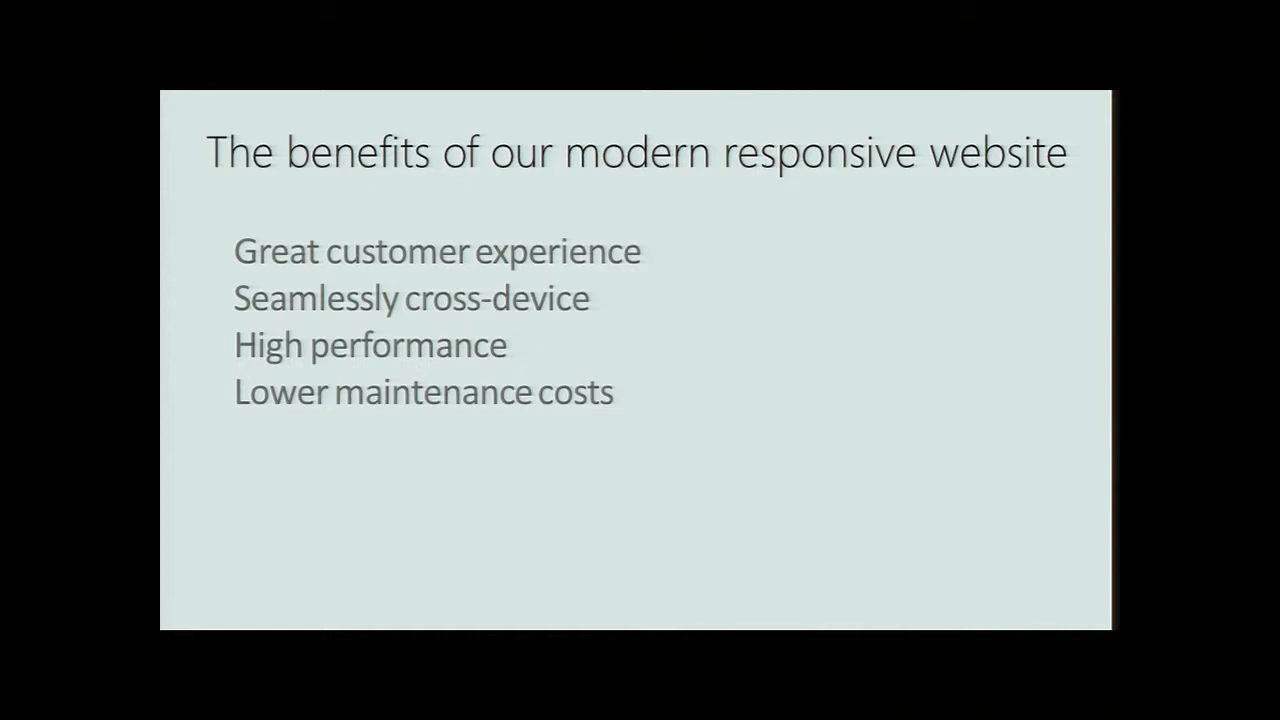 The benefits of our modern responsive website
Great customer experience
Seamlessly cross-device
High performance
Lower maintenance costs